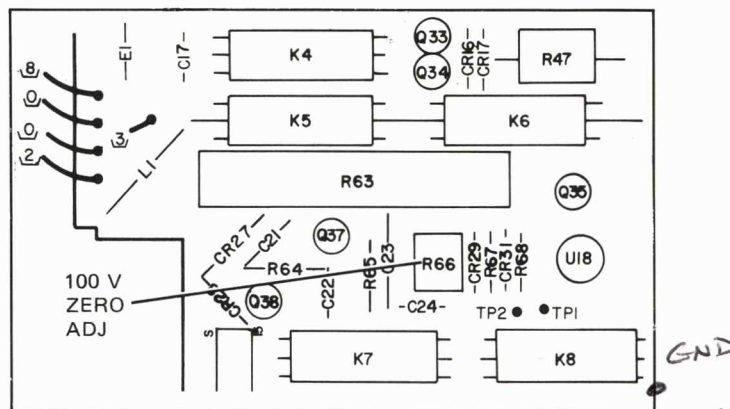 E1
C17
K4
Q33
Q34
CR16
CR17
R47
8
0
0
2
3
L1
K5
K6
R63
Q35
CR27
C21
Q37
R64
C22
R65
C23
R66
CR29
R67
CR31
R68
U18
100 V
ZERO
ADJ
Q38
C24
TP2
TP1
S
K7
K8
GND